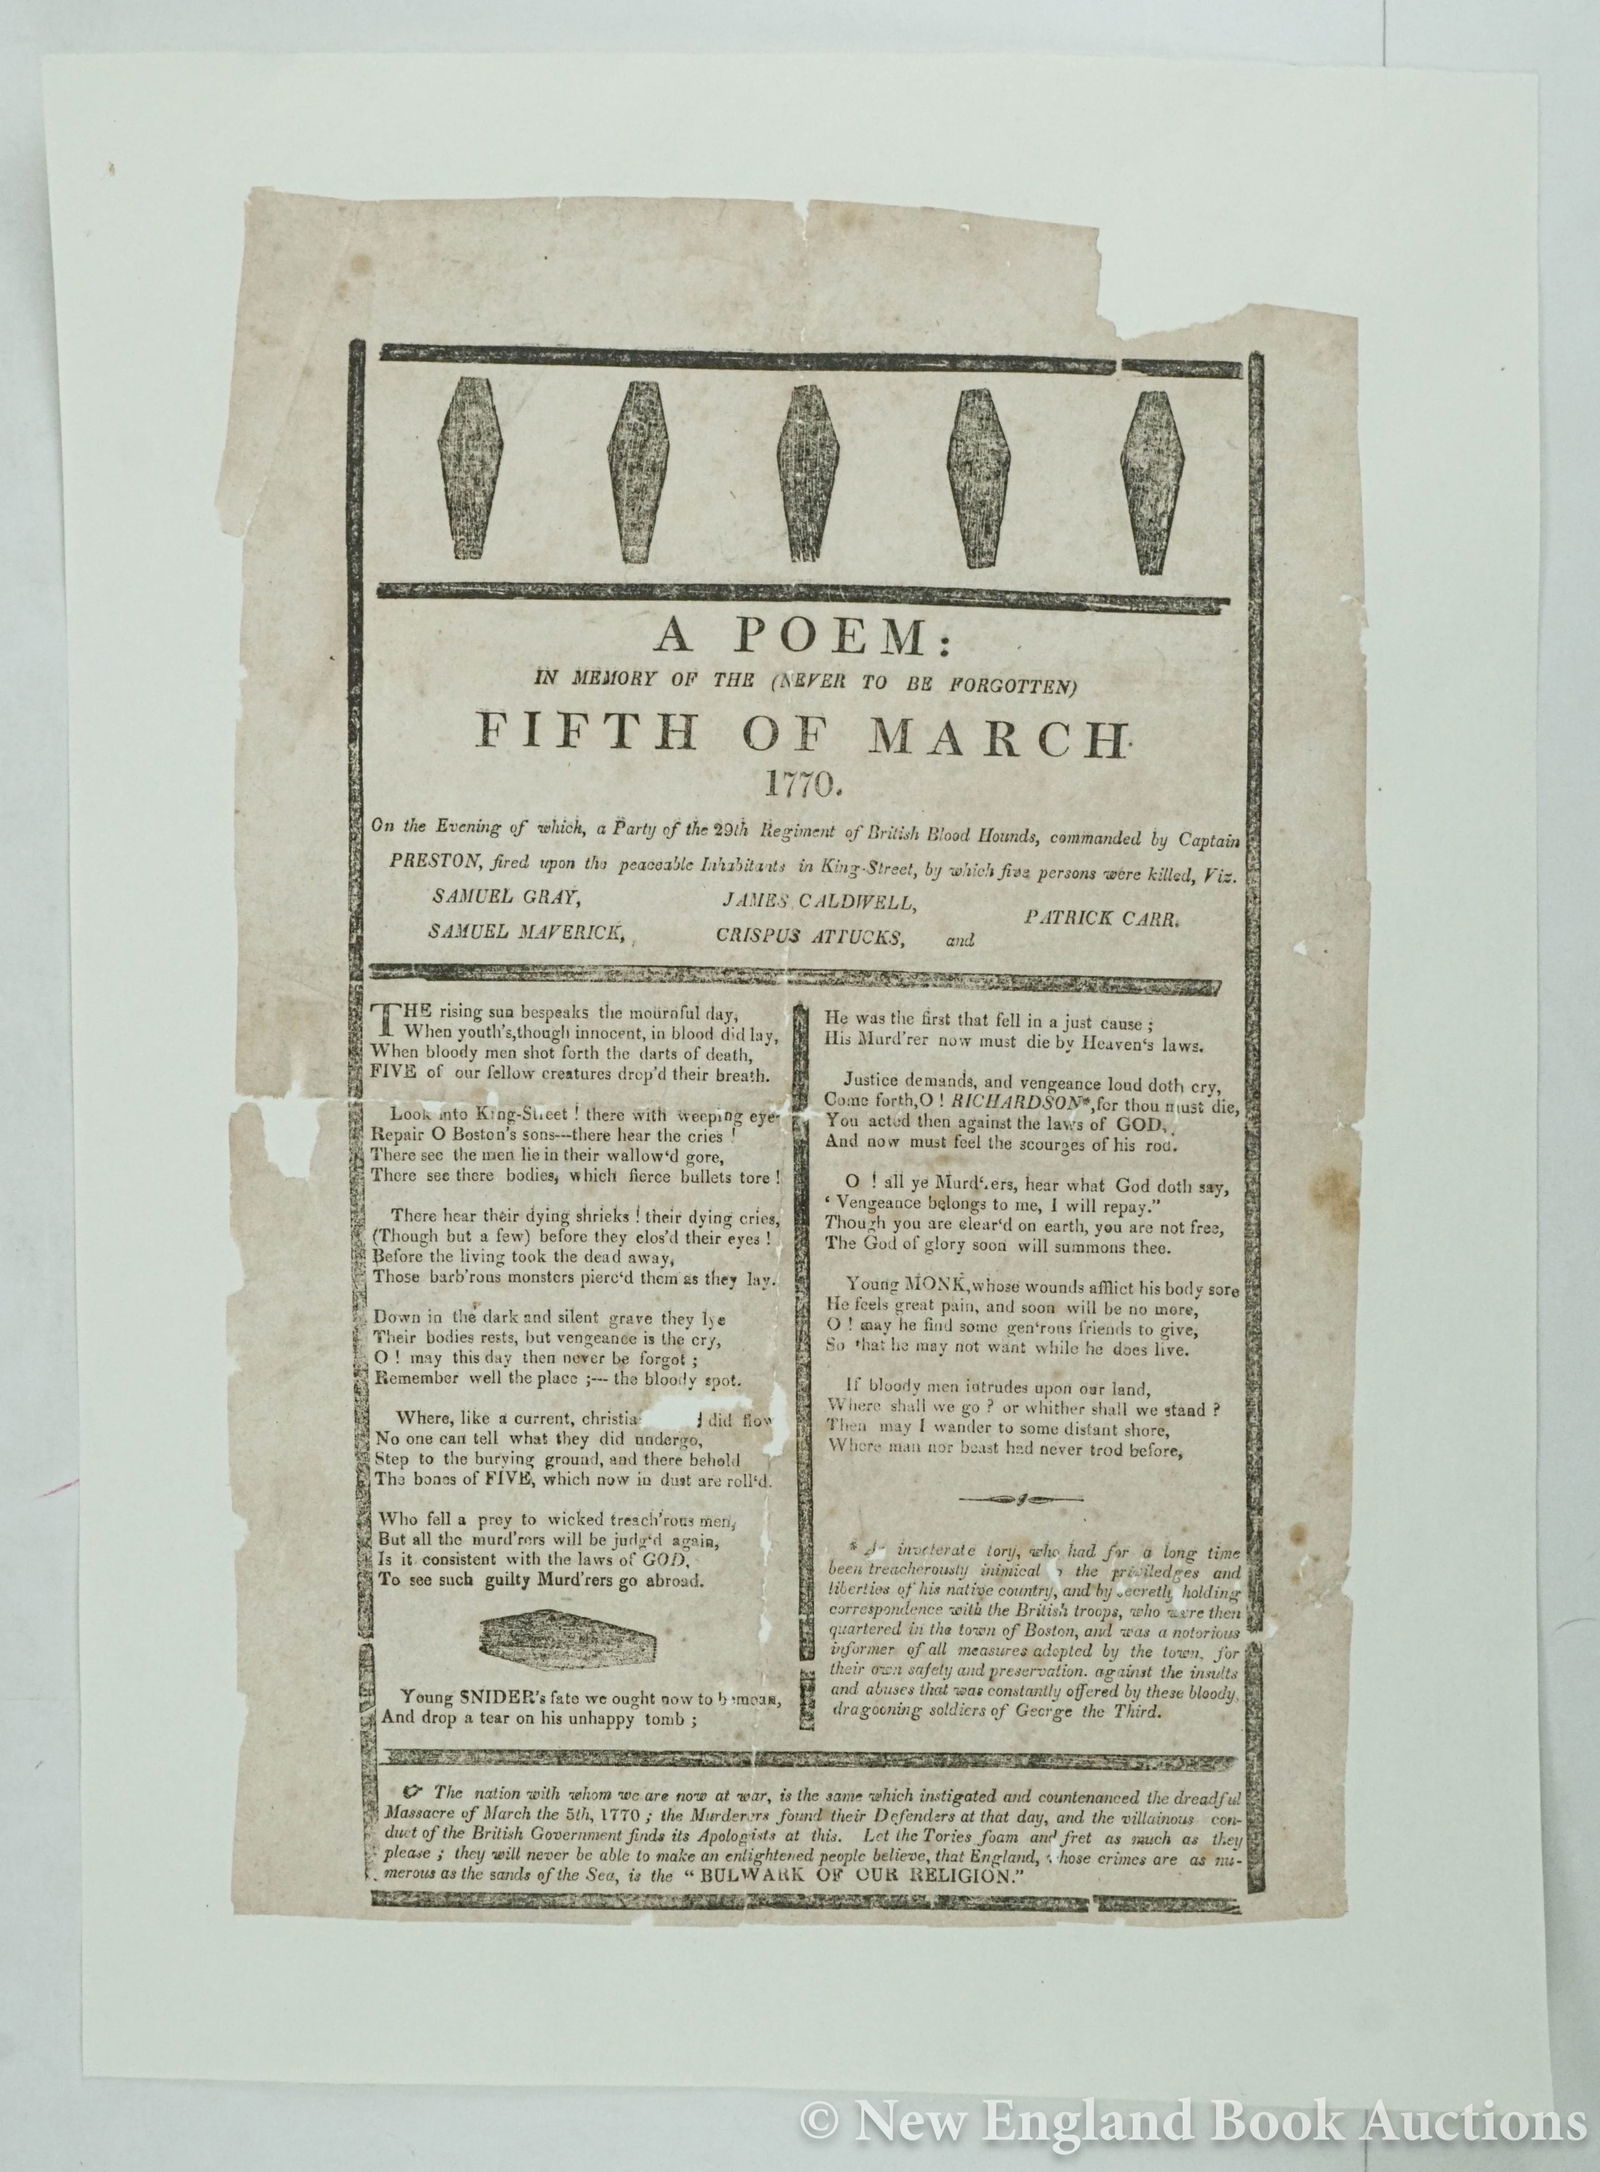 A POEM:
IN MEMORY OF THE (NEVER TO BE FORGOTTEN)
FIFTH OF MARCH
1770.
On the Evening of which, a Party of the 29th Regiment of British Blood Hounds, commanded by Captain
PRESTON, fired upon the peaceable Inhabitants in King-Street, by which five persons were killed, Viz.
SAMUEL GRAY, JAMES CALDWELL, PATRICK CARR.
SAMUEL MAVERICK, CRISPUS ATTUCKS, and
THE rising sun bespeaks the mournful day,
When youth's,though innocent, in blood did lay,
When bloody men shot forth the darts of death,
FIVE of our fellow creatures drop'd their breath.
Look into King-Street ! there with weeping eye
Repair O Boston's sons---there hear the cries !
There see the men lie in their wallow'd gore,
There see there bodies, which fierce bullets tore !
There hear their dying shrieks ! their dying cries,
(Though but a few) before they clos'd their eyes !
Before the living took the dead away,
Those barb'rous monsters pierc'd them as they lay.
Down in the dark and silent grave they lye
Their bodies rests, but vengeance is the cry,
O ! may this day then never be forgot ;
Remember well the place ;--- the bloody spot.
Where, like a current, did flow
No one can tell what they did undergo,
Step to the burying ground, and there behold
The bones of FIVE, which now in dust are roll'd.
Who fell a prey to wicked treach'rous men,
But all the murd'rers will be judg'd again,
Is it consistent with the laws of GOD,
To see such guilty Murd'rers go abroad.
Young SNIDER's fate we ought now to bemoan,
And drop a tear on his unhappy tomb ;
He was the first that fell in a just cause ;
His Murd'rer now must die by Heaven's laws.
Justice demands, and vengeance loud doth cry,
Come forth,O ! RICHARDSON*,for thou must die,
You acted then against the laws of GOD,
And now must feel the scourges of his rod.
O ! all ye Murd'rers, hear what God doth say,
' Vengeance belongs to me, I will repay."
Though you are clear'd on earth, you are not free,
The God of glory soon will summons thee.
Young MONK,whose wounds afflict his body sore
He feels great pain, and soon will be no more,
O ! may he find some gen'rous friends to give,
So that he may not want while he does live.
If bloody men intrudes upon our land,
Where shall we go ? or whither shall we stand ?
Then may I wander to some distant shore,
Where man nor beast had never trod before,
* An inveterate tory, who had for a long time
been treacherously inimical the priviledges and
liberties of his native country, and by secretly holding
correspondence with the British troops, who were then
quartered in the town of Boston, and was a notorious
informer of all measures adopted by the town, for
their own safety and preservation. against the insults
and abuses that was constantly offered by these bloody,
dragooning soldiers of George the Third.
☞ The nation with whom we are now at war, is the same which instigated and countenanced the dreadful
Massacre of March the 5th, 1770 ; the Murderers found their Defenders at that day, and the villainous con-
duct of the British Government finds its Apologists at this. Let the Tories foam and fret as much as they
please ; they will never be able to make an enlightened people believe, that England, whose crimes are as nu-
merous as the sands of the Sea, is the "BULWARK OF OUR RELIGION."
© New England Book Auctions